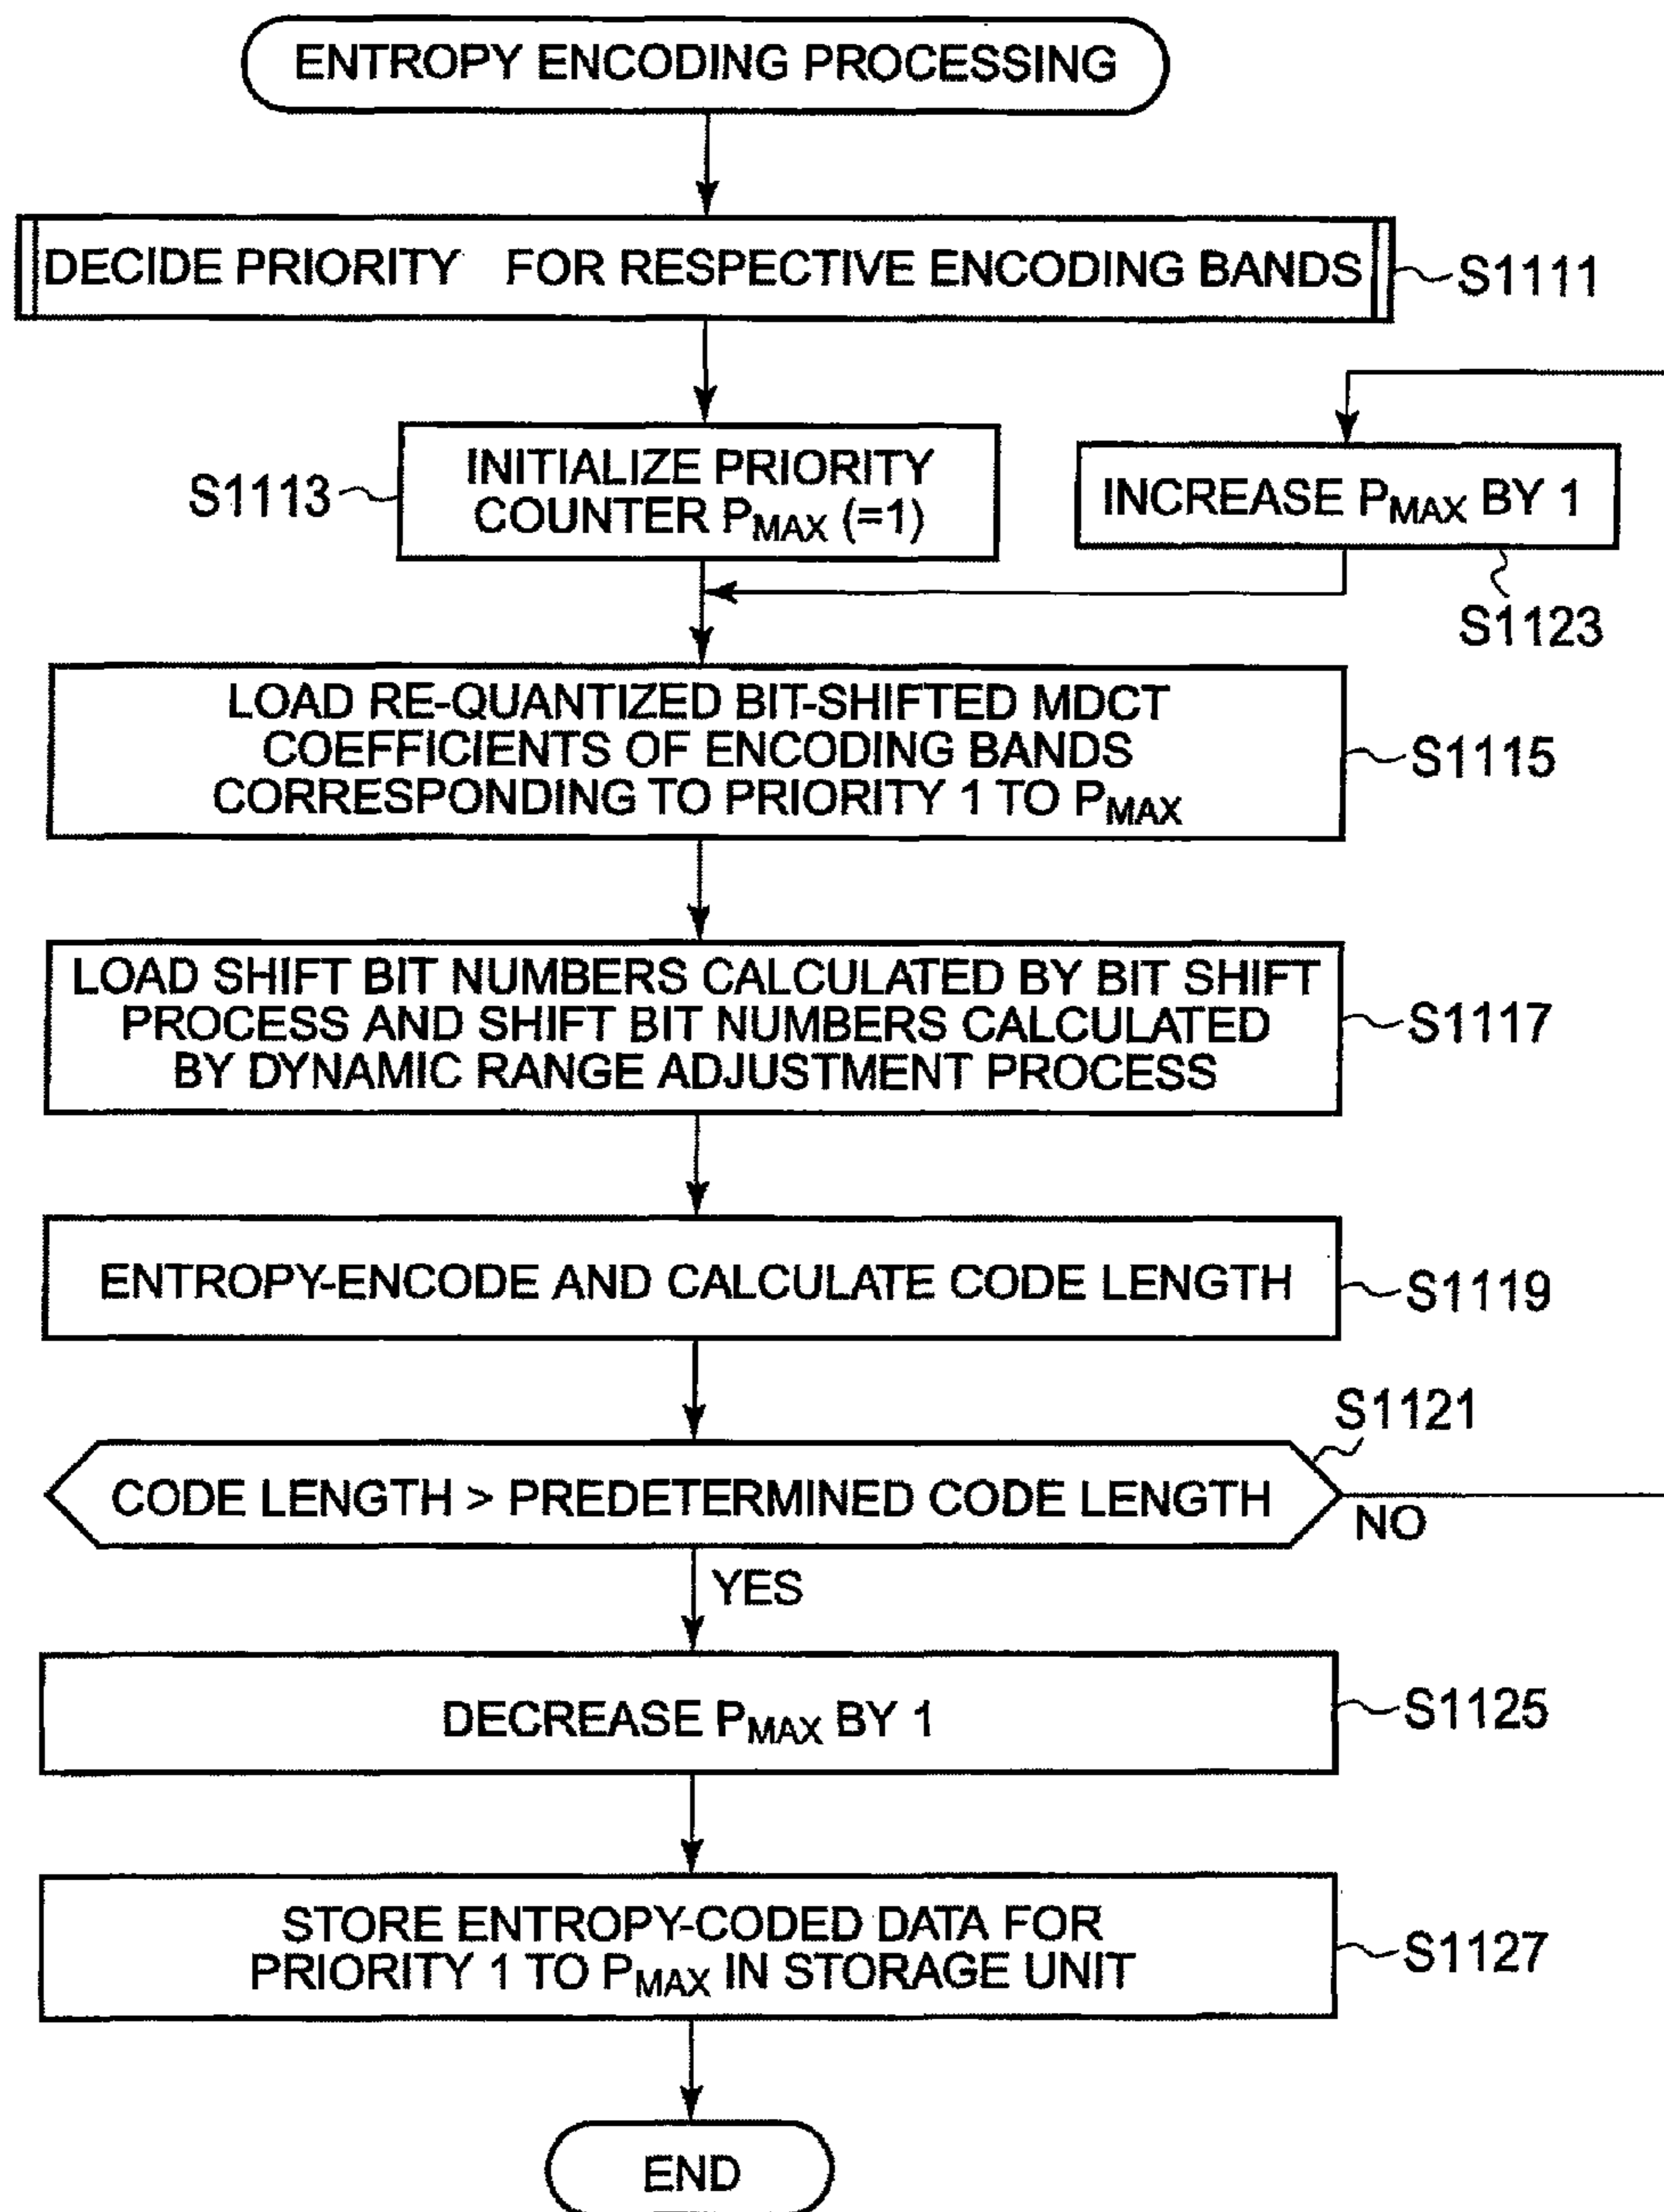 ENTROPY ENCODING PROCESSING
DECIDE PRIORITY FOR RESPECTIVE ENCODING BANDS
S1111
S1113
INITIALIZE PRIORITY
COUNTER PMAX (=1)
INCREASE PMAX BY 1
S1123
LOAD RE-QUANTIZED BIT-SHIFTED MDCT
COEFFICIENTS OF ENCODING BANDS
CORRESPONDING TO PRIORITY 1 TO PMAX
S1115
LOAD SHIFT BIT NUMBERS CALCULATED BY BIT SHIFT
PROCESS AND SHIFT BIT NUMBERS CALCULATED
BY DYNAMIC RANGE ADJUSTMENT PROCESS
S1117
ENTROPY-ENCODE AND CALCULATE CODE LENGTH
S1119
S1121
CODE LENGTH > PREDETERMINED CODE LENGTH
NO
YES
DECREASE PMAX BY 1
S1125
STORE ENTROPY-CODED DATA FOR
PRIORITY 1 TO PMAX IN STORAGE UNIT
S1127
END